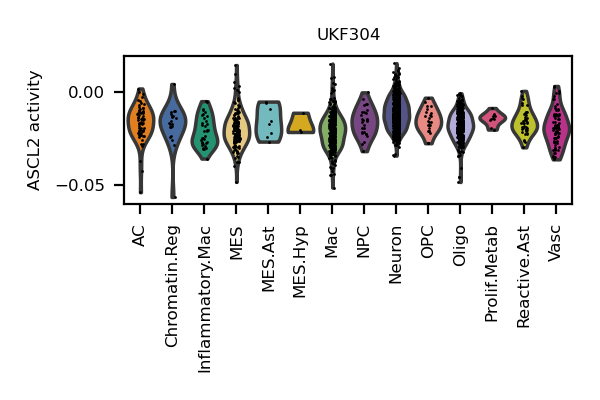 UKF304
ASCL2 activity
0.00
−0.05
AC
Chromatin.Reg
Inflammatory.Mac
MES
MES.Ast
MES.Hyp
Mac
NPC
Neuron
OPC
Oligo
Prolif.Metab
Reactive.Ast
Vasc